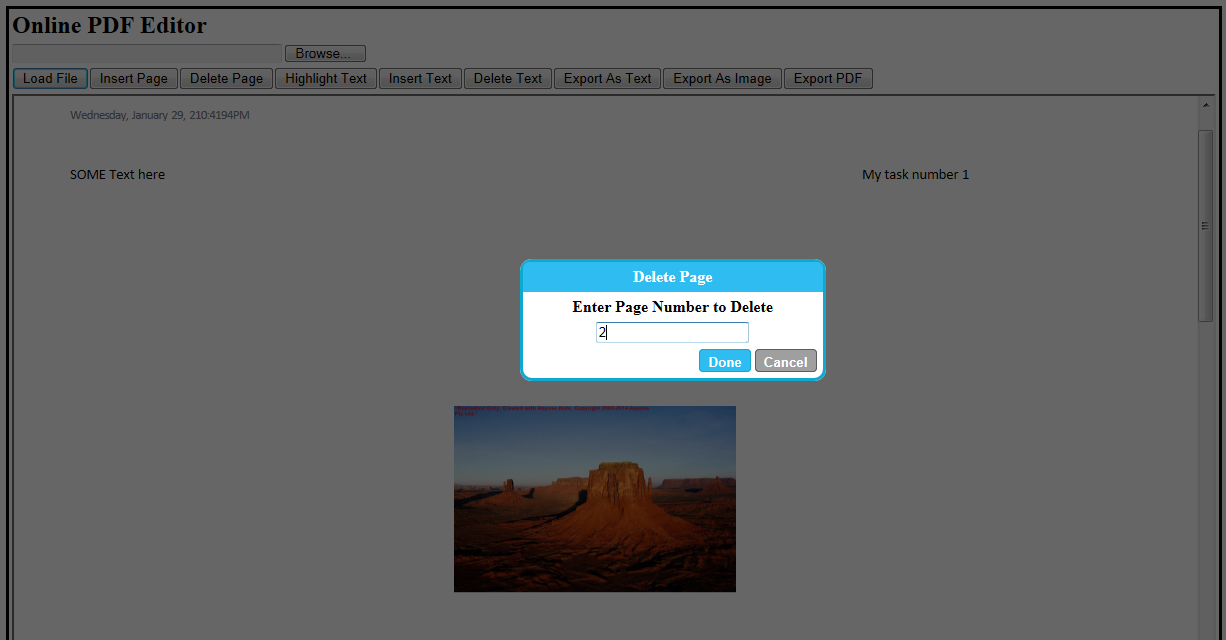 Online PDF Editor
Browse...
Load File Insert Page Delete Page Highlight Text Insert Text Delete Text Export As Text Export As Image Export PDF
Wednesday, January 29, 210:4194PM
SOME Text here My task number 1
Delete Page
Enter Page Number to Delete
2
Done Cancel